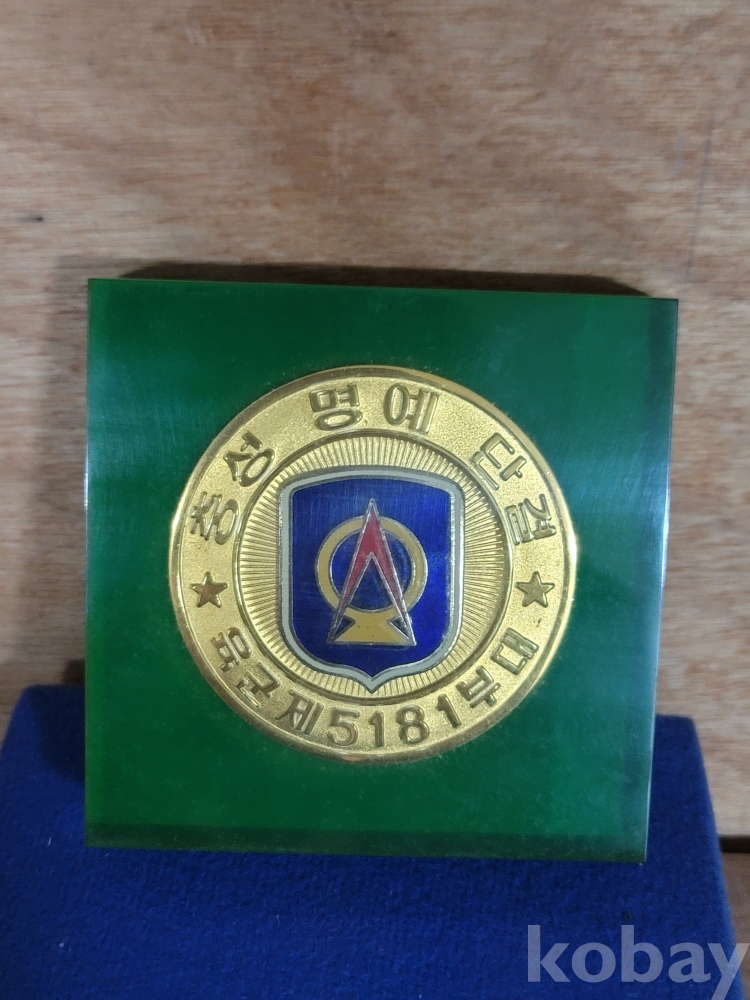 충성 명예 단결
육군 제5181부대
kobay